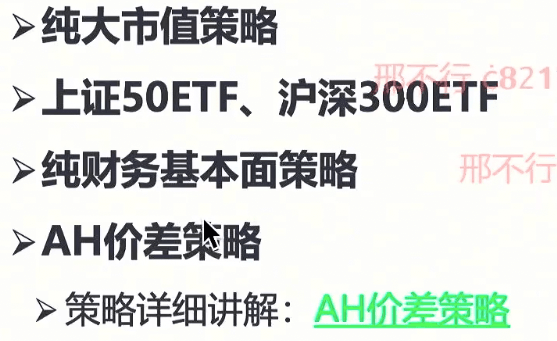 ➢纯大市值策略
邢不行 c821
➢上证50ETF、沪深300ETF
➢纯财务基本面策略
邢不行
➢AH价差策略
➢策略详细讲解：AH价差策略